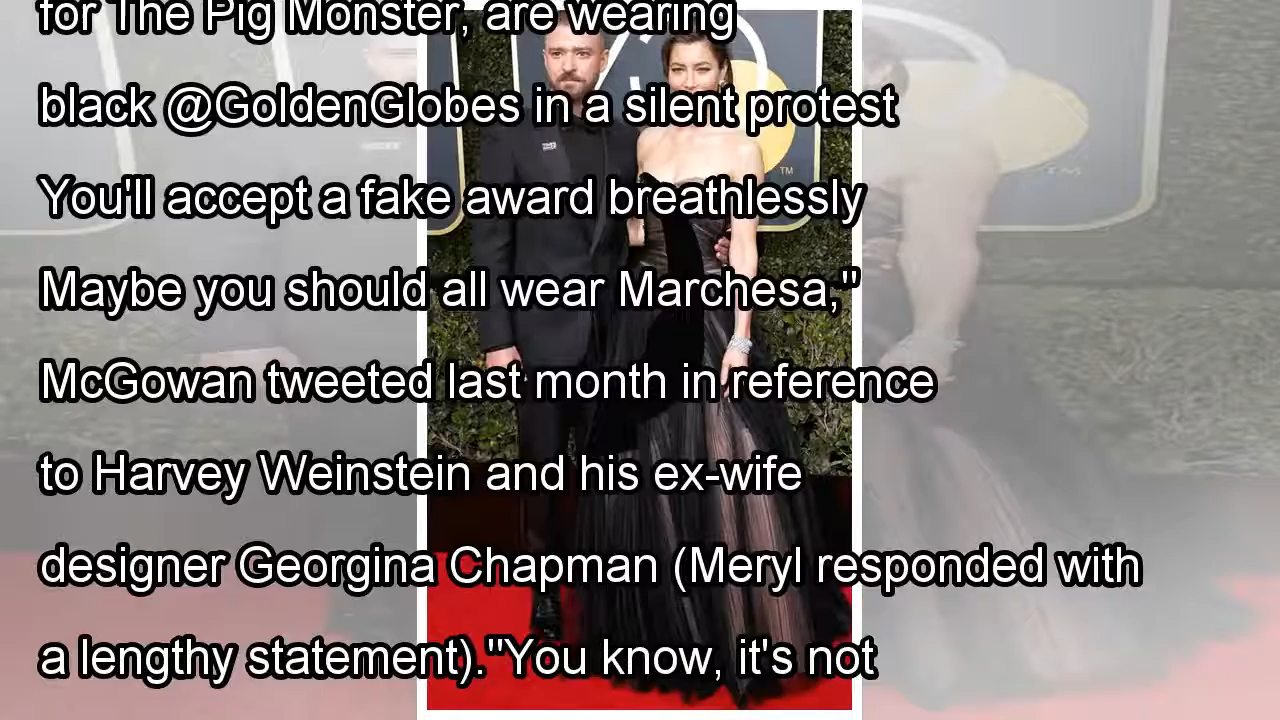 for The Pig Monster, are wearing
black @GoldenGlobes in a silent protest
You'll accept a fake award breathlessly
Maybe you should all wear Marchesa,"
McGowan tweeted last month in reference
to Harvey Weinstein and his ex-wife
designer Georgina Chapman (Meryl responded with
a lengthy statement)."You know, it's not
TM